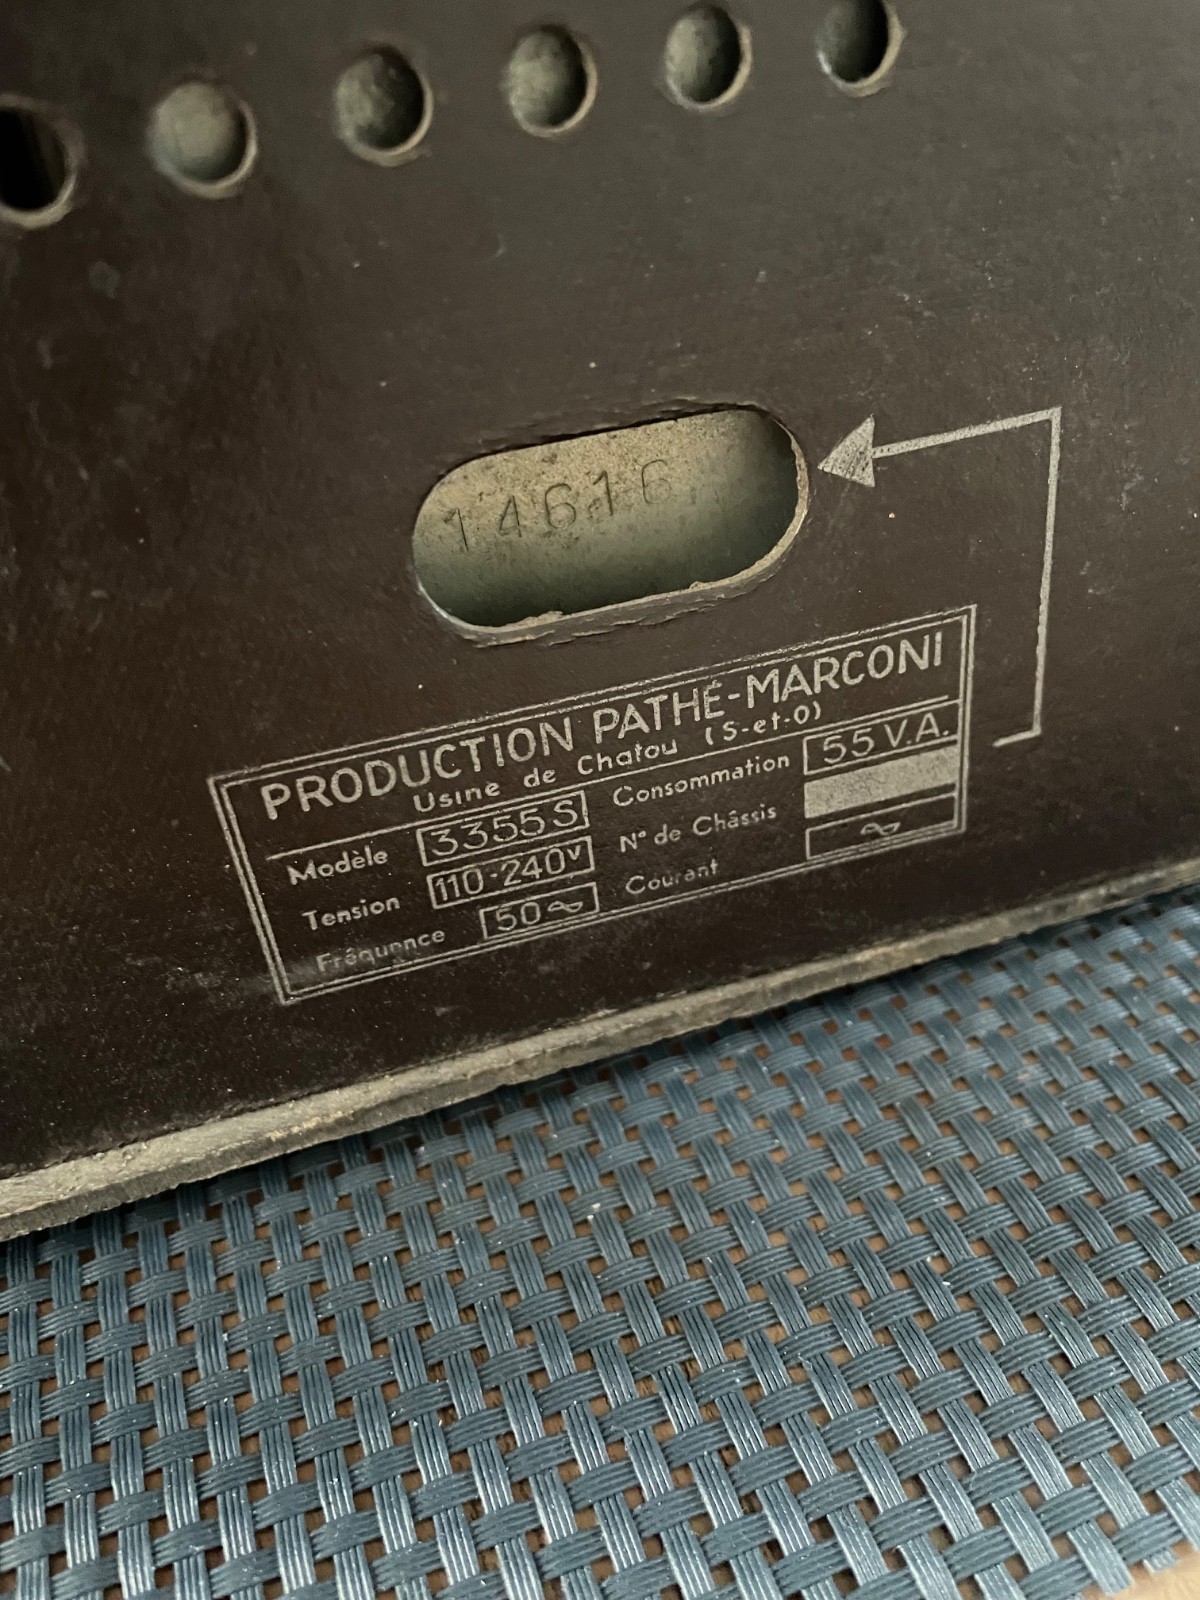 14616
PRODUCTION PATHÉ-MARCONI
Usine de Chatou (S-et-O)
Modèle 3355S Consommation 55 V.A.
Tension 110-240v N° de Châssis
Fréqunnce 50~ Courant ~